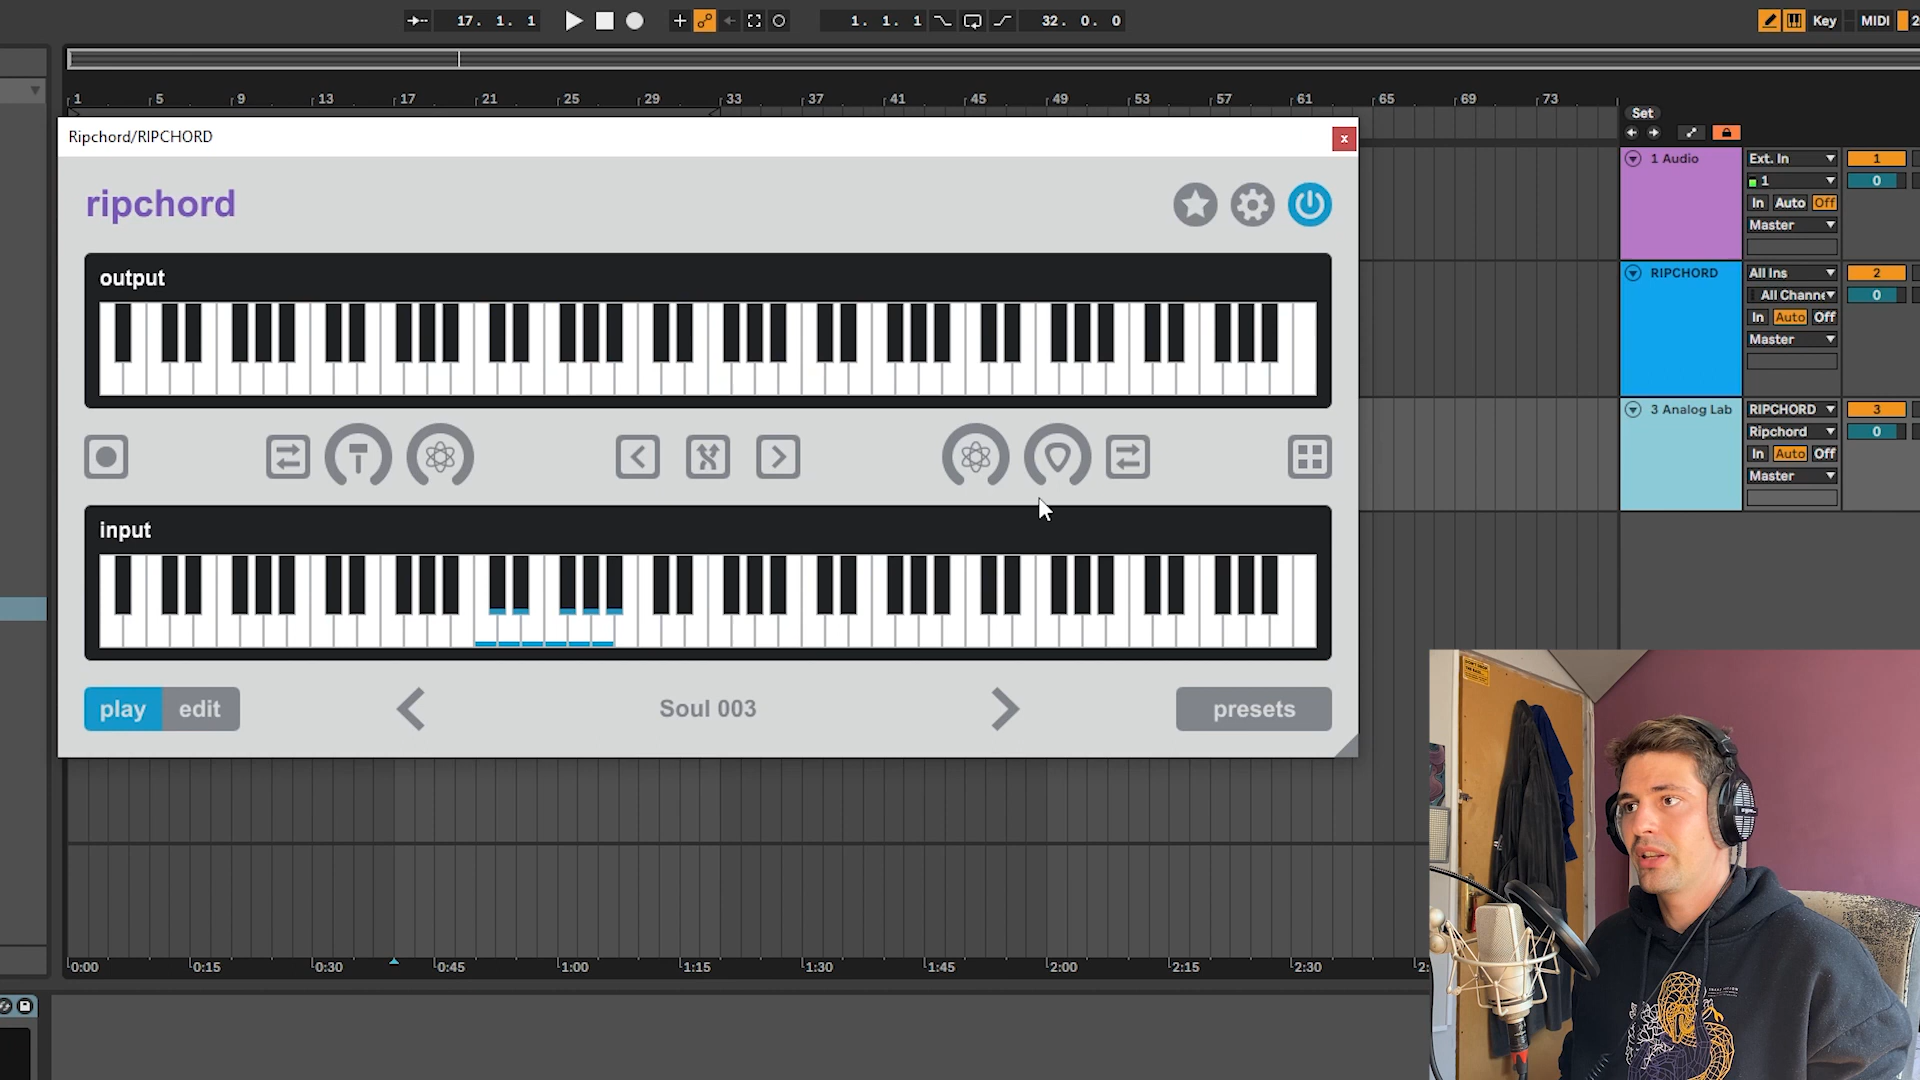 17. 1. 1
1. 1. 1
32. 0. 0
Key
MIDI
1 5 9 13 17 21 25 29 33 37 41 45 49 53 57 61 65 69 73
Set
Ripchord/RIPCHORD
x
ripchord
output
input
play
edit
Soul 003
presets
1 Audio
Ext. In
1
1
0
In Auto Off
Master
RIPCHORD
All Ins
2
All Channe
0
In Auto Off
Master
3 Analog Lab
RIPCHORD
3
Ripchord
0
In Auto Off
Master
0:00 0:15 0:30 0:45 1:00 1:15 1:30 1:45 2:00 2:15 2:30